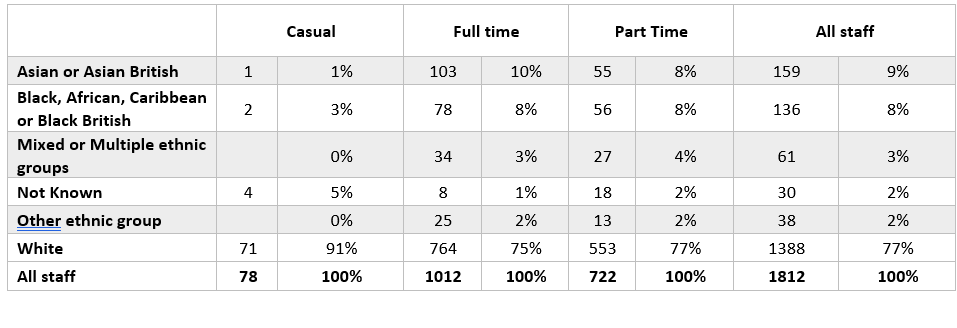 Casual Full time Part Time All staff
Asian or Asian British 1 1% 103 10% 55 8% 159 9%
Black, African, Caribbean
or Black British 2 3% 78 8% 56 8% 136 8%
Mixed or Multiple ethnic
groups 0% 34 3% 27 4% 61 3%
Not Known 4 5% 8 1% 18 2% 30 2%
Other ethnic group 0% 25 2% 13 2% 38 2%
White 71 91% 764 75% 553 77% 1388 77%
All staff 78 100% 1012 100% 722 100% 1812 100%